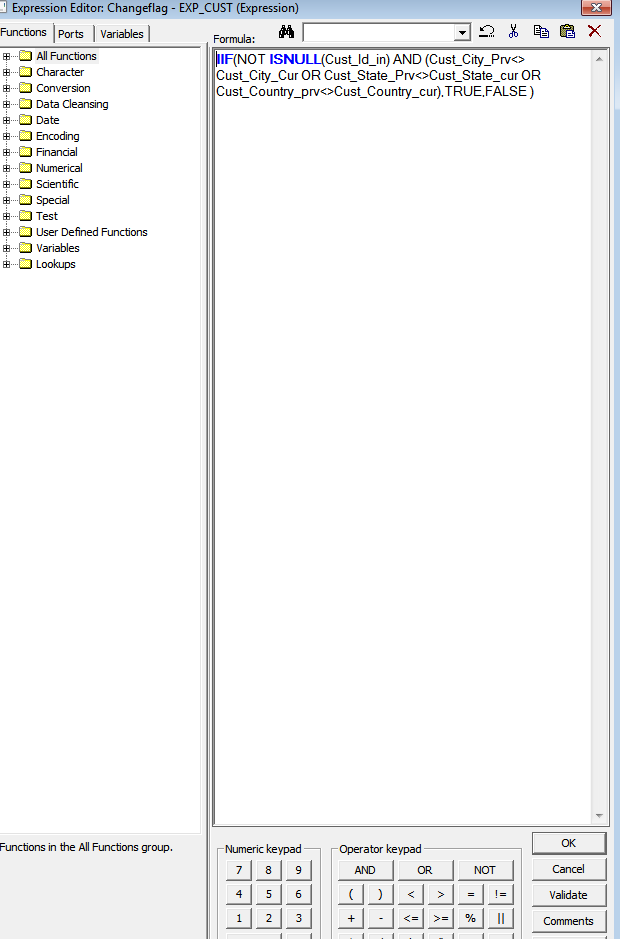 Expression Editor: Changeflag - EXP_CUST (Expression)
Functions Ports Variables
Formula:
All Functions
Character
Conversion
Data Cleansing
Date
Encoding
Financial
Numerical
Scientific
Special
Test
User Defined Functions
Variables
Lookups
IIF(NOT ISNULL(Cust_Id_in) AND (Cust_City_Prv<>
Cust_City_Cur OR Cust_State_Prv<>Cust_State_cur OR
Cust_Country_prv<>Cust_Country_cur),TRUE,FALSE )
Functions in the All Functions group.
Numeric keypad
7 8 9
4 5 6
1 2 3
Operator keypad
AND OR NOT
( ) < > = !=
+ - <= >= % ||
OK
Cancel
Validate
Comments